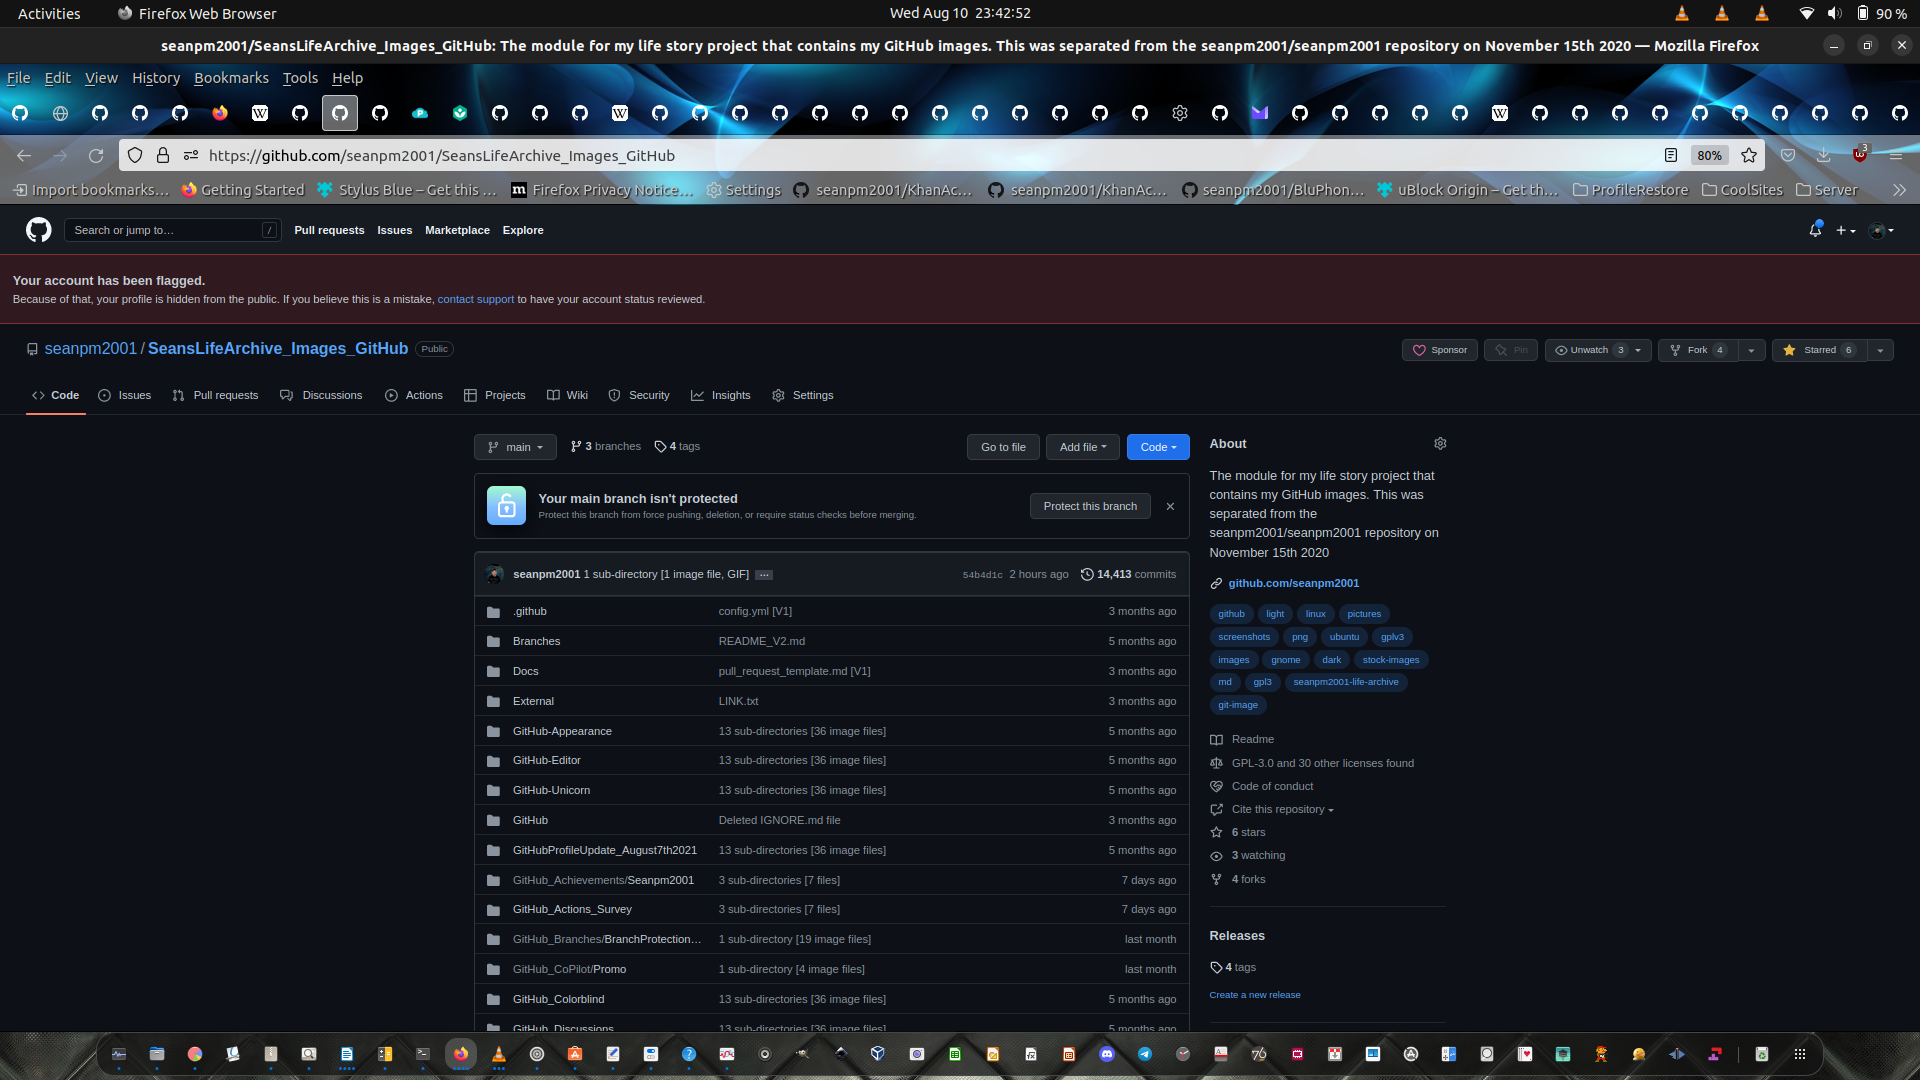 Activities Firefox Web Browser Wed Aug 10 23:42:52 90 %
seanpm2001/SeansLifeArchive_Images_GitHub: The module for my life story project that contains my GitHub images. This was separated from the seanpm2001/seanpm2001 repository on November 15th 2020 — Mozilla Firefox
File Edit View History Bookmarks Tools Help
https://github.com/seanpm2001/SeansLifeArchive_Images_GitHub 80% 3
Import bookmarks… Getting Started Stylus Blue – Get this … Firefox Privacy Notice… Settings seanpm2001/KhanAc… seanpm2001/KhanAc… seanpm2001/BluPhon… uBlock Origin – Get th… ProfileRestore CoolSites Server
Search or jump to… / Pull requests Issues Marketplace Explore
Your account has been flagged.
Because of that, your profile is hidden from the public. If you believe this is a mistake, contact support to have your account status reviewed.
seanpm2001 / SeansLifeArchive_Images_GitHub Public Sponsor Pin Unwatch 3 Fork 4 Starred 6
Code Issues Pull requests Discussions Actions Projects Wiki Security Insights Settings
main 3 branches 4 tags Go to file Add file Code
Your main branch isn't protected
Protect this branch from force pushing, deletion, or require status checks before merging.
Protect this branch
seanpm2001 1 sub-directory [1 image file, GIF] … 54b4d1c 2 hours ago 14,413 commits
.github config.yml [V1] 3 months ago
Branches README_V2.md 5 months ago
Docs pull_request_template.md [V1] 3 months ago
External LINK.txt 3 months ago
GitHub-Appearance 13 sub-directories [36 image files] 5 months ago
GitHub-Editor 13 sub-directories [36 image files] 5 months ago
GitHub-Unicorn 13 sub-directories [36 image files] 5 months ago
GitHub Deleted IGNORE.md file 3 months ago
GitHubProfileUpdate_August7th2021 13 sub-directories [36 image files] 5 months ago
GitHub_Achievements/Seanpm2001 3 sub-directories [7 files] 7 days ago
GitHub_Actions_Survey 3 sub-directories [7 files] 7 days ago
GitHub_Branches/BranchProtection… 1 sub-directory [19 image files] last month
GitHub_CoPilot/Promo 1 sub-directory [4 image files] last month
GitHub_Colorblind 13 sub-directories [36 image files] 5 months ago
GitHub_Discussions 13 sub-directories [36 image files] 5 months ago
About
The module for my life story project that
contains my GitHub images. This was
separated from the
seanpm2001/seanpm2001 repository on
November 15th 2020
github.com/seanpm2001
github light linux pictures
screenshots png ubuntu gplv3
images gnome dark stock-images
md gpl3 seanpm2001-life-archive
git-image
Readme
GPL-3.0 and 30 other licenses found
Code of conduct
Cite this repository
6 stars
3 watching
4 forks
Releases
4 tags
Create a new release